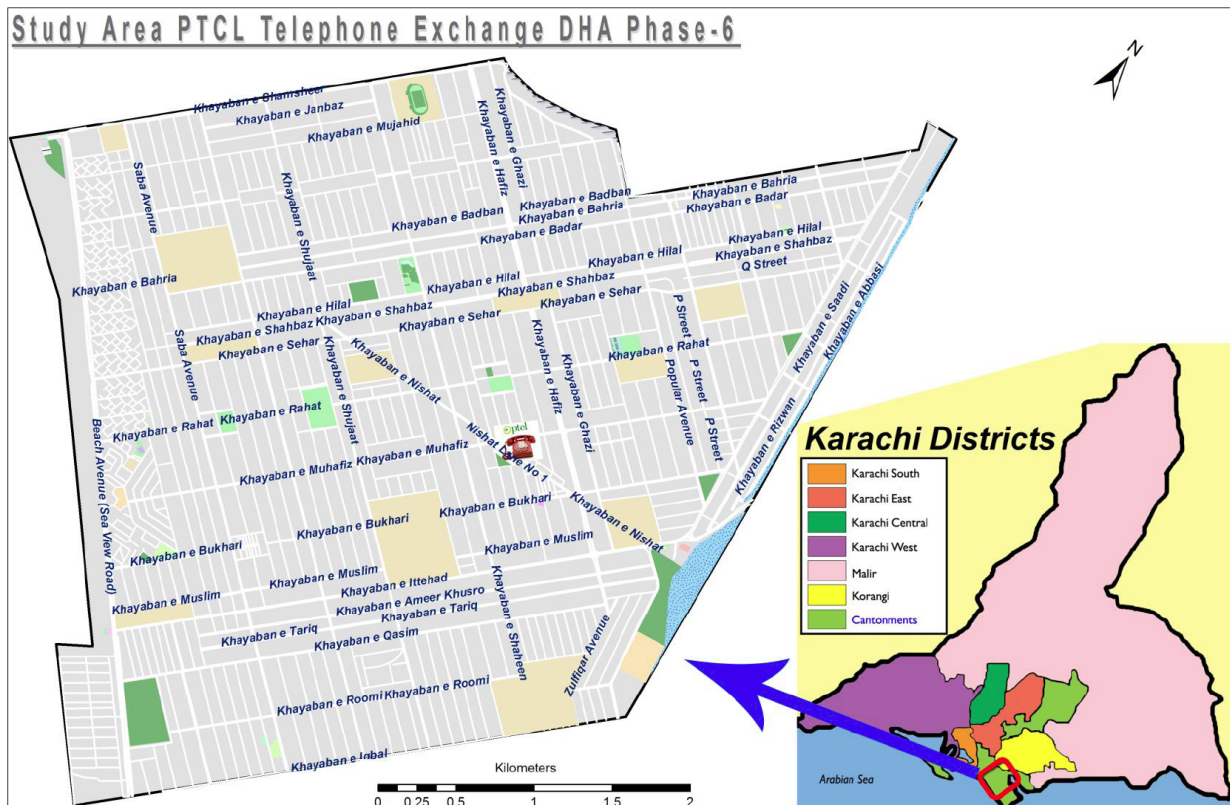 Study Area PTCL Telephone Exchange DHA Phase-6
N
Khayaban e Shamsheer
Khayaban e Janbaz
Khayaban e Mujahid
Khayaban e Ghazi
Khayaban e Hafiz
Saba Avenue
Khayaban e Shujaat
Khayaban e Badban
Khayaban e Badban
Khayaban e Bahria
Khayaban e Badar
Khayaban e Bahria
Khayaban e Badar
Khayaban e Bahria
Khayaban e Hilal
Khayaban e Shahbaz
Q Street
Khayaban e Hilal
Khayaban e Shahbaz
Khayaban e Sehar
Khayaban e Hilal
Khayaban e Hilal
Khayaban e Shahbaz
Khayaban e Shahbaz
Khayaban e Sehar
Khayaban e Sehar
Saba Avenue
Khayaban e Shujaat
Khayaban e Nishat
Khayaban e Hafiz
Khayaban e Ghazi
Khayaban e Rahat
P Street
P Street
P Street
Popular Avenue
Khayaban e Saadi
Khayaban e Abbasi
Khayaban e Rizwan
Khayaban e Rahat
Khayaban e Rahat
ptcl
Nishat Lane No 1
Khayaban e Muhafiz
Khayaban e Muhafiz
Beach Avenue (Sea View Road)
Khayaban e Bukhari
Khayaban e Bukhari
Khayaban e Bukhari
Khayaban e Nishat
Khayaban e Muslim
Khayaban e Muslim
Khayaban e Muslim
Khayaban e Ittehad
Khayaban e Ameer Khusro
Khayaban e Tariq
Khayaban e Tariq
Khayaban e Qasim
Khayaban e Shaheen
Zulfiqar Avenue
Khayaban e Roomi
Khayaban e Roomi
Khayaban e Iqbal
Kilometers
0 0.25 0.5 1 1.5 2
Karachi Districts
Karachi South
Karachi East
Karachi Central
Karachi West
Malir
Korangi
Cantonments
Arabian Sea